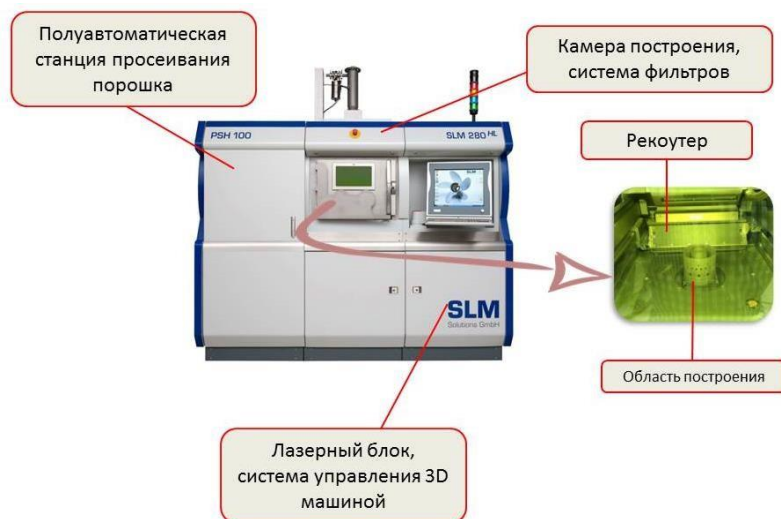 Полуавтоматическая
станция просеивания
порошка
Камера построения,
система фильтров
PSH 100
SLM 280 HL
SLM
Рекоутер
SLM
Solutions GmbH
Область построения
Лазерный блок,
система управления 3D
машиной